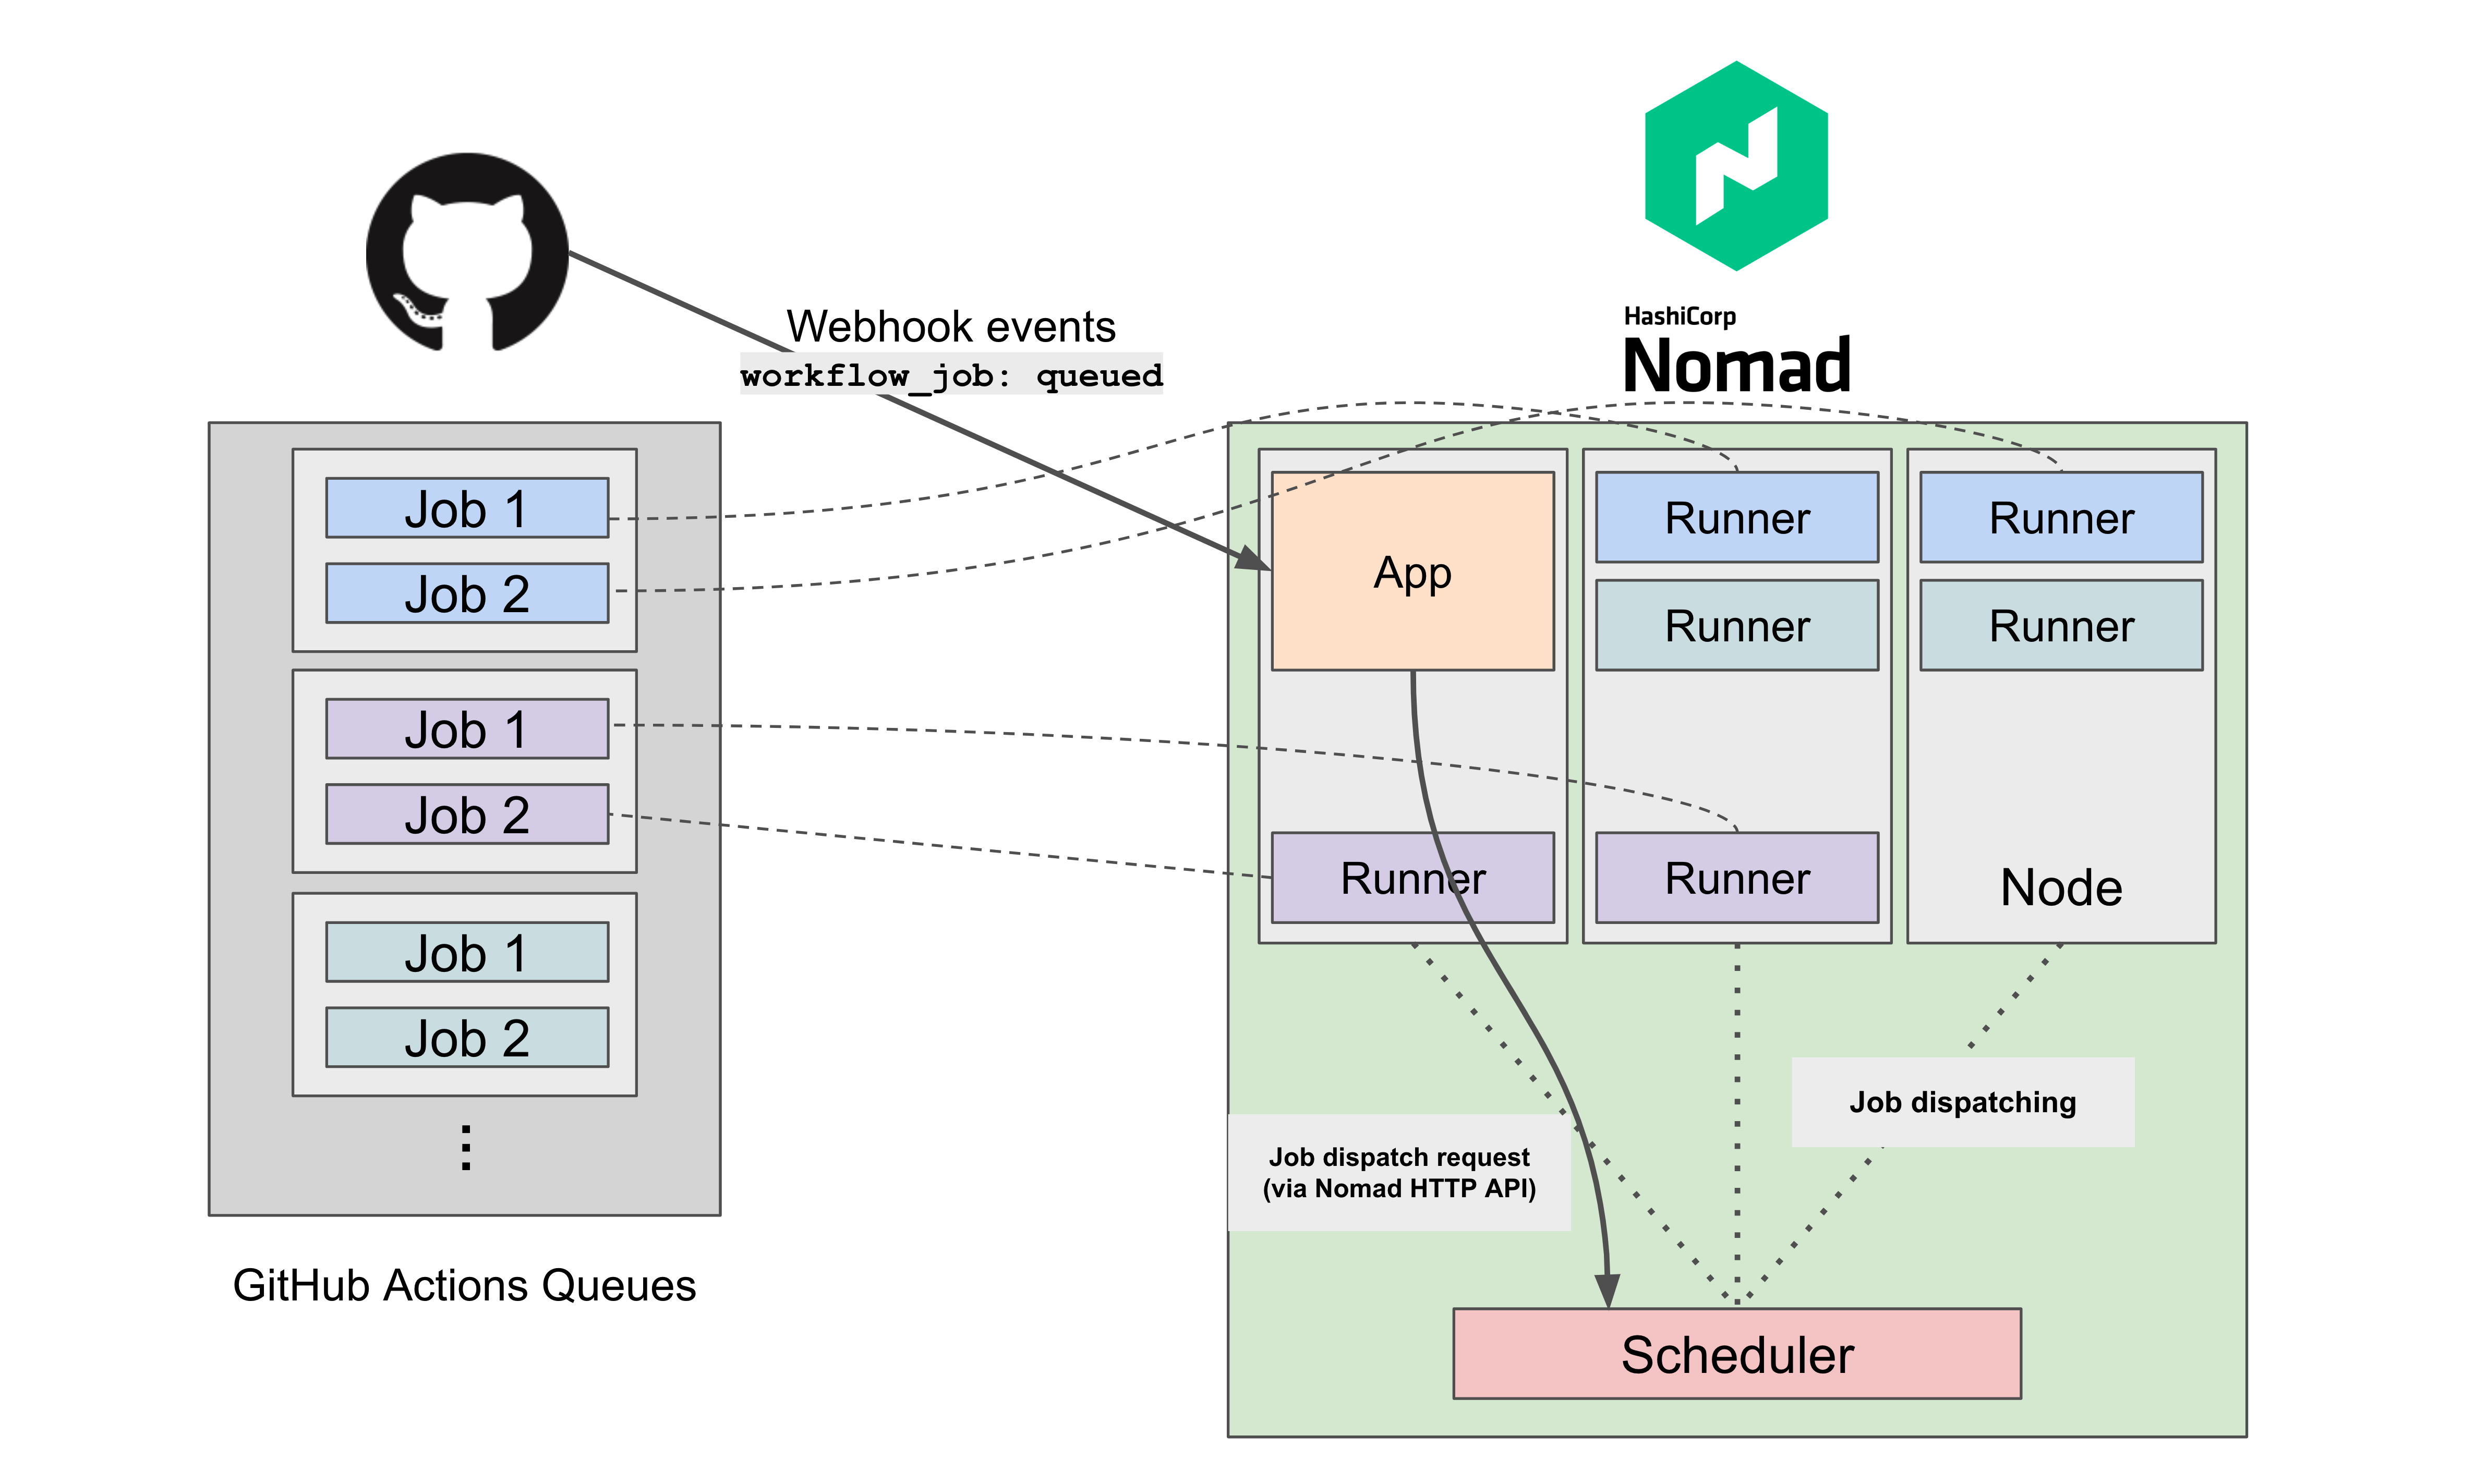 Webhook events
workflow_job: queued
HashiCorp
Nomad
Job 1
Job 2
Job 1
Job 2
Job 1
Job 2
⋮
GitHub Actions Queues
App
Runner
Runner
Runner
Runner
Runner
Runner
Node
Job dispatching
Job dispatch request
(via Nomad HTTP API)
Scheduler